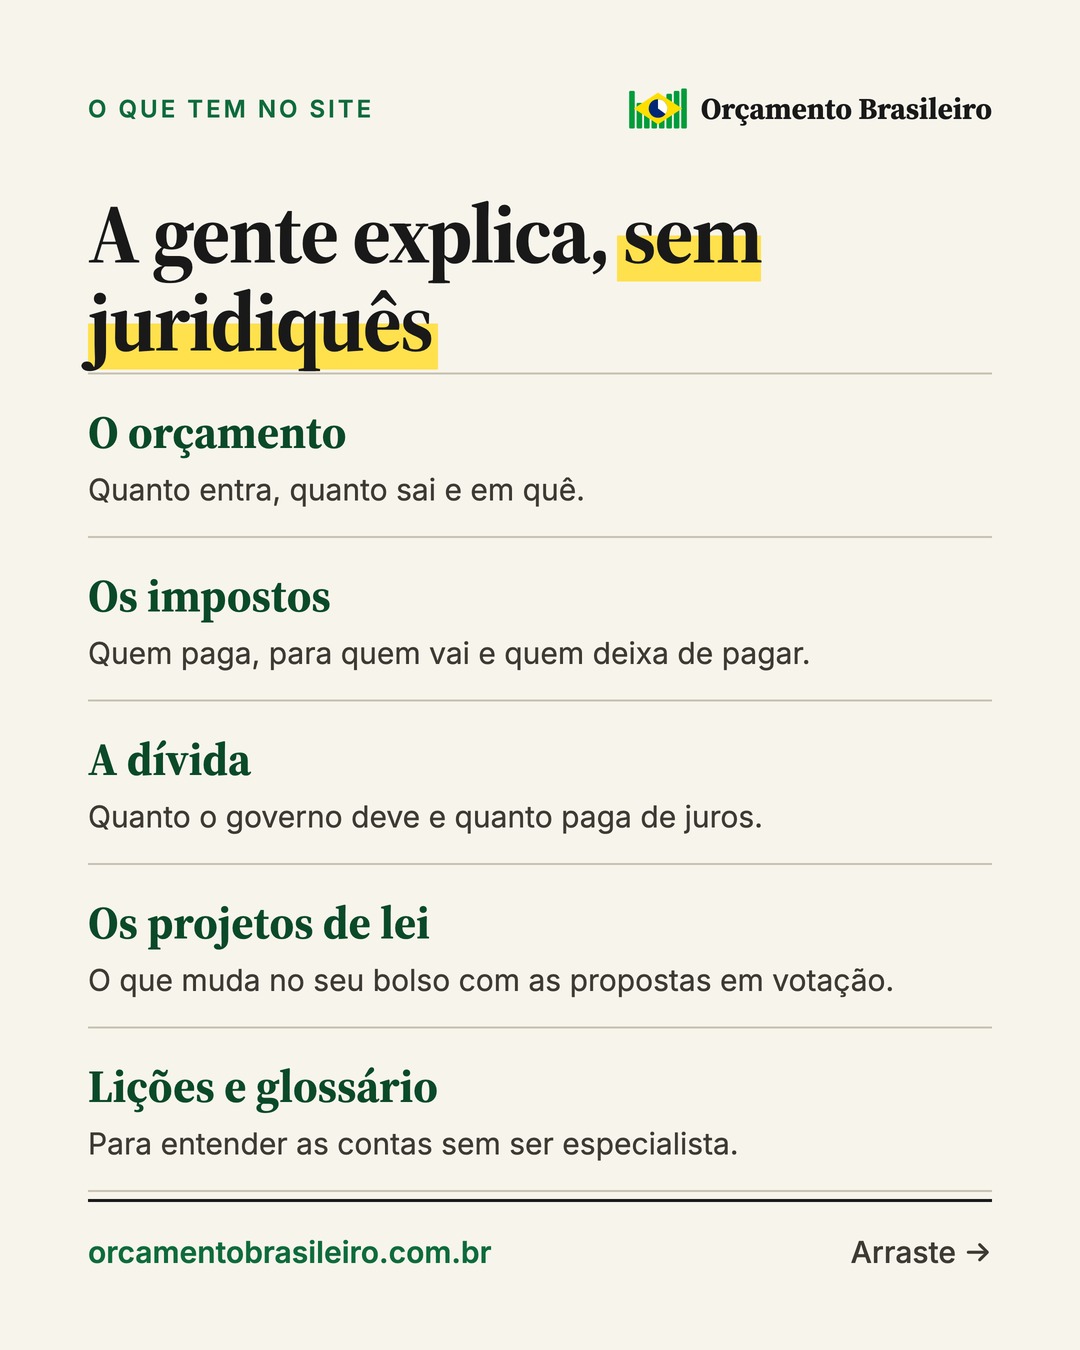 O QUE TEM NO SITE
Orçamento Brasileiro
A gente explica, sem
juridiquês
O orçamento
Quanto entra, quanto sai e em quê.
Os impostos
Quem paga, para quem vai e quem deixa de pagar.
A dívida
Quanto o governo deve e quanto paga de juros.
Os projetos de lei
O que muda no seu bolso com as propostas em votação.
Lições e glossário
Para entender as contas sem ser especialista.
orcamentobrasileiro.com.br
Arraste →